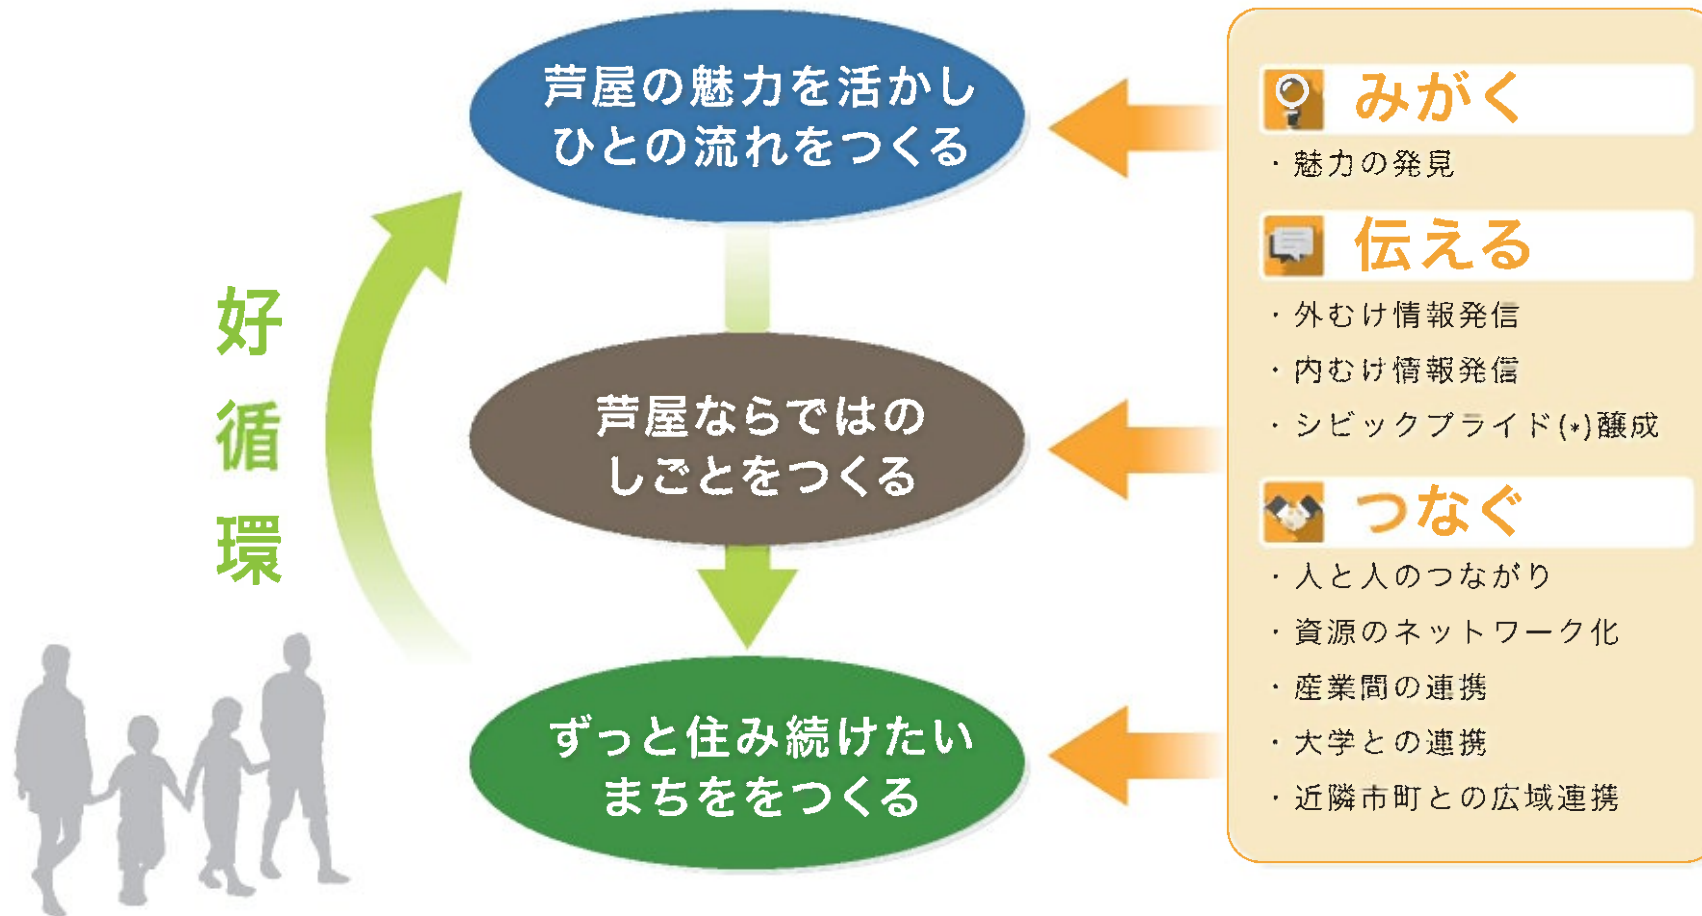 芦屋の魅力を活かし
ひとの流れをつくる
芦屋ならではの
しごとをつくる
ずっと住み続けたい
まちををつくる
好
循
環
みがく
・魅力の発見
伝える
・外むけ情報発信
・内むけ情報発信
・シビックプライド(*)醸成
つなぐ
・人と人のつながり
・資源のネットワーク化
・産業間の連携
・大学との連携
・近隣市町との広域連携